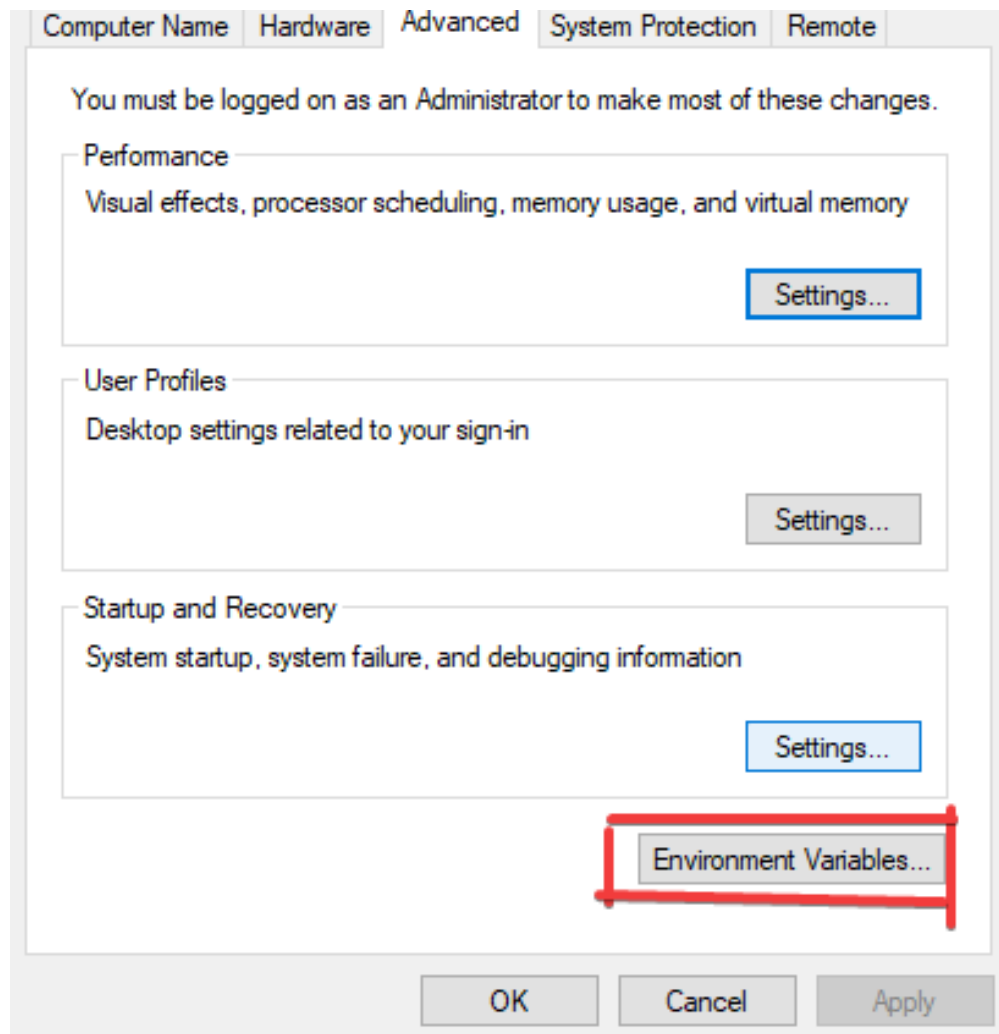 Computer Name Hardware Advanced System Protection Remote
You must be logged on as an Administrator to make most of these changes.
Performance
Visual effects, processor scheduling, memory usage, and virtual memory
Settings...
User Profiles
Desktop settings related to your sign-in
Settings...
Startup and Recovery
System startup, system failure, and debugging information
Settings...
Environment Variables...
OK Cancel Apply